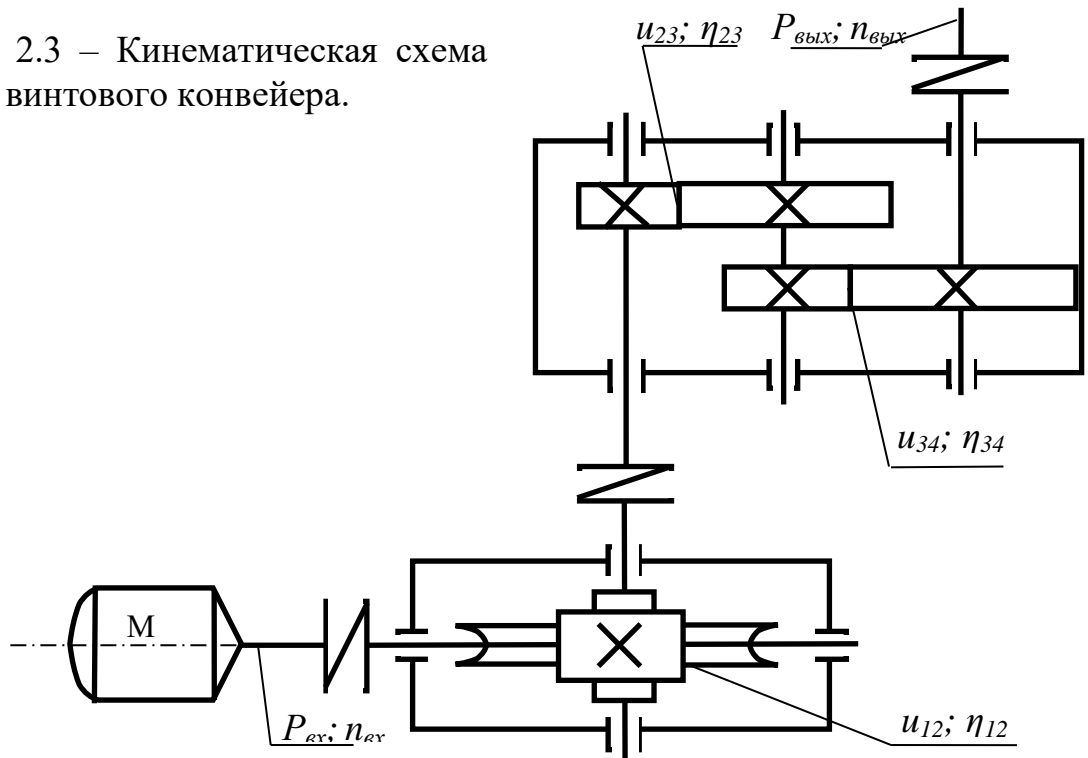 2.3 – Кинематическая схема
винтового конвейера.
u23; η23
Pвых; nвых
u34; η34
М
Pвх; nвх
u12; η12